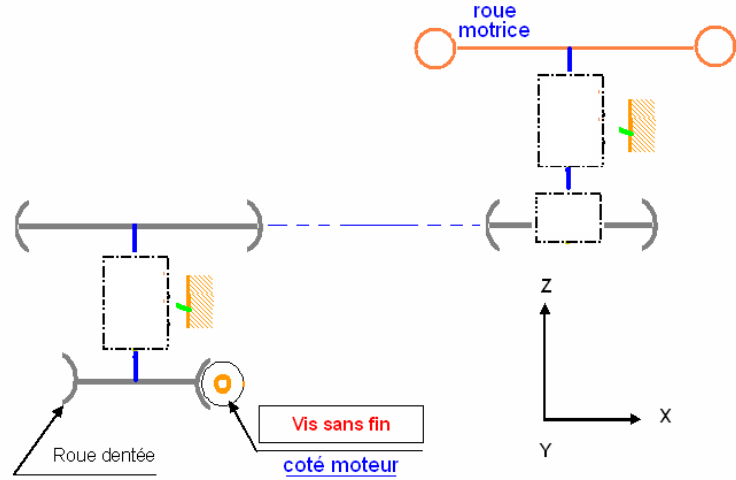 roue
motrice
Z
X
Y
Vis sans fin
Roue dentée
coté moteur